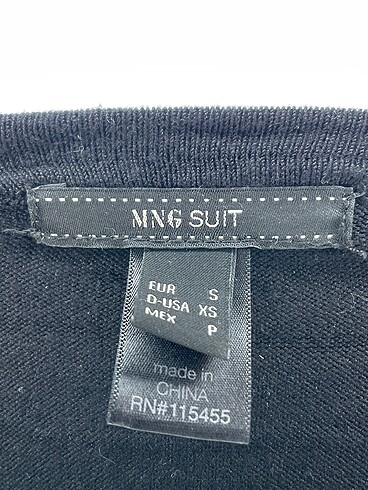 MNG SUIT
EUR S
D-USA XS
MEX P
made in
CHINA
RN#115455